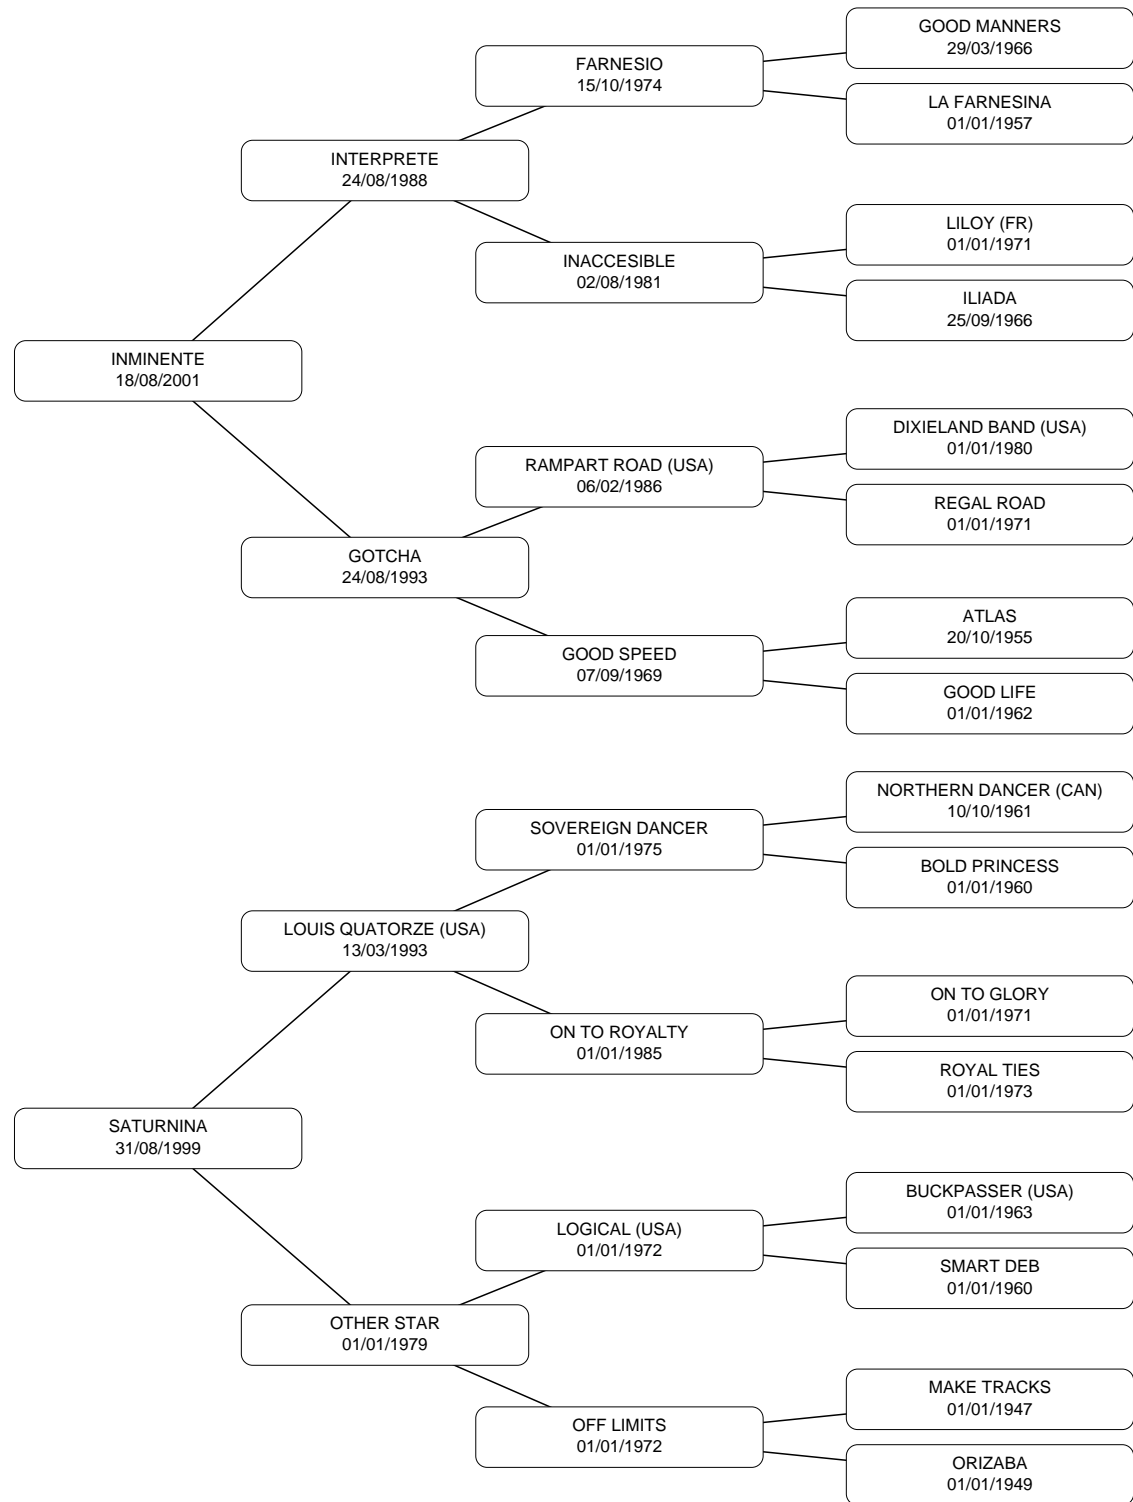 GOOD MANNERS
29/03/1966
FARNESIO
15/10/1974
LA FARNESINA
01/01/1957
INTERPRETE
24/08/1988
LILOY (FR)
01/01/1971
INACCESIBLE
02/08/1981
ILIADA
25/09/1966
INMINENTE
18/08/2001
DIXIELAND BAND (USA)
01/01/1980
RAMPART ROAD (USA)
06/02/1986
REGAL ROAD
01/01/1971
GOTCHA
24/08/1993
ATLAS
20/10/1955
GOOD SPEED
07/09/1969
GOOD LIFE
01/01/1962
NORTHERN DANCER (CAN)
10/10/1961
SOVEREIGN DANCER
01/01/1975
BOLD PRINCESS
01/01/1960
LOUIS QUATORZE (USA)
13/03/1993
ON TO GLORY
01/01/1971
ON TO ROYALTY
01/01/1985
ROYAL TIES
01/01/1973
SATURNINA
31/08/1999
BUCKPASSER (USA)
01/01/1963
LOGICAL (USA)
01/01/1972
SMART DEB
01/01/1960
OTHER STAR
01/01/1979
MAKE TRACKS
01/01/1947
OFF LIMITS
01/01/1972
ORIZABA
01/01/1949